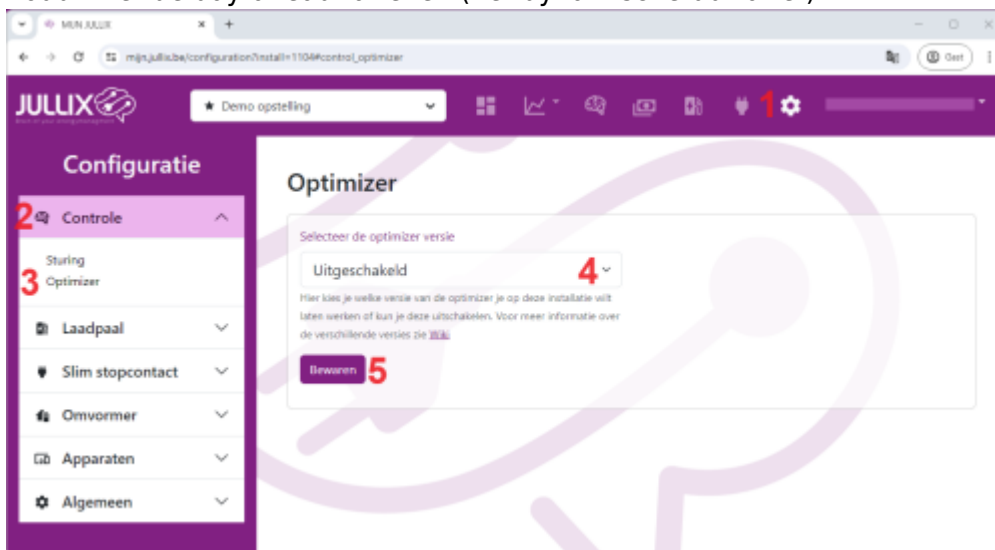 MIJN JULLIX
mijn.jullix.be/configuration?install=1104#control_optimizer
Gast
JULLIX
Demo opstelling
1
Configuratie
2 Controle
Sturing
3 Optimizer
Laadpaal
Slim stopcontact
Omvormer
Apparaten
Algemeen
Optimizer
Selecteer de optimizer versie
Uitgeschakeld
4
Hier kies je welke versie van de optimizer je op deze installatie wilt
laten werken of kun je deze uitschakelen. Voor meer informatie over
de verschillende versies zie Wiki
Bewaren 5